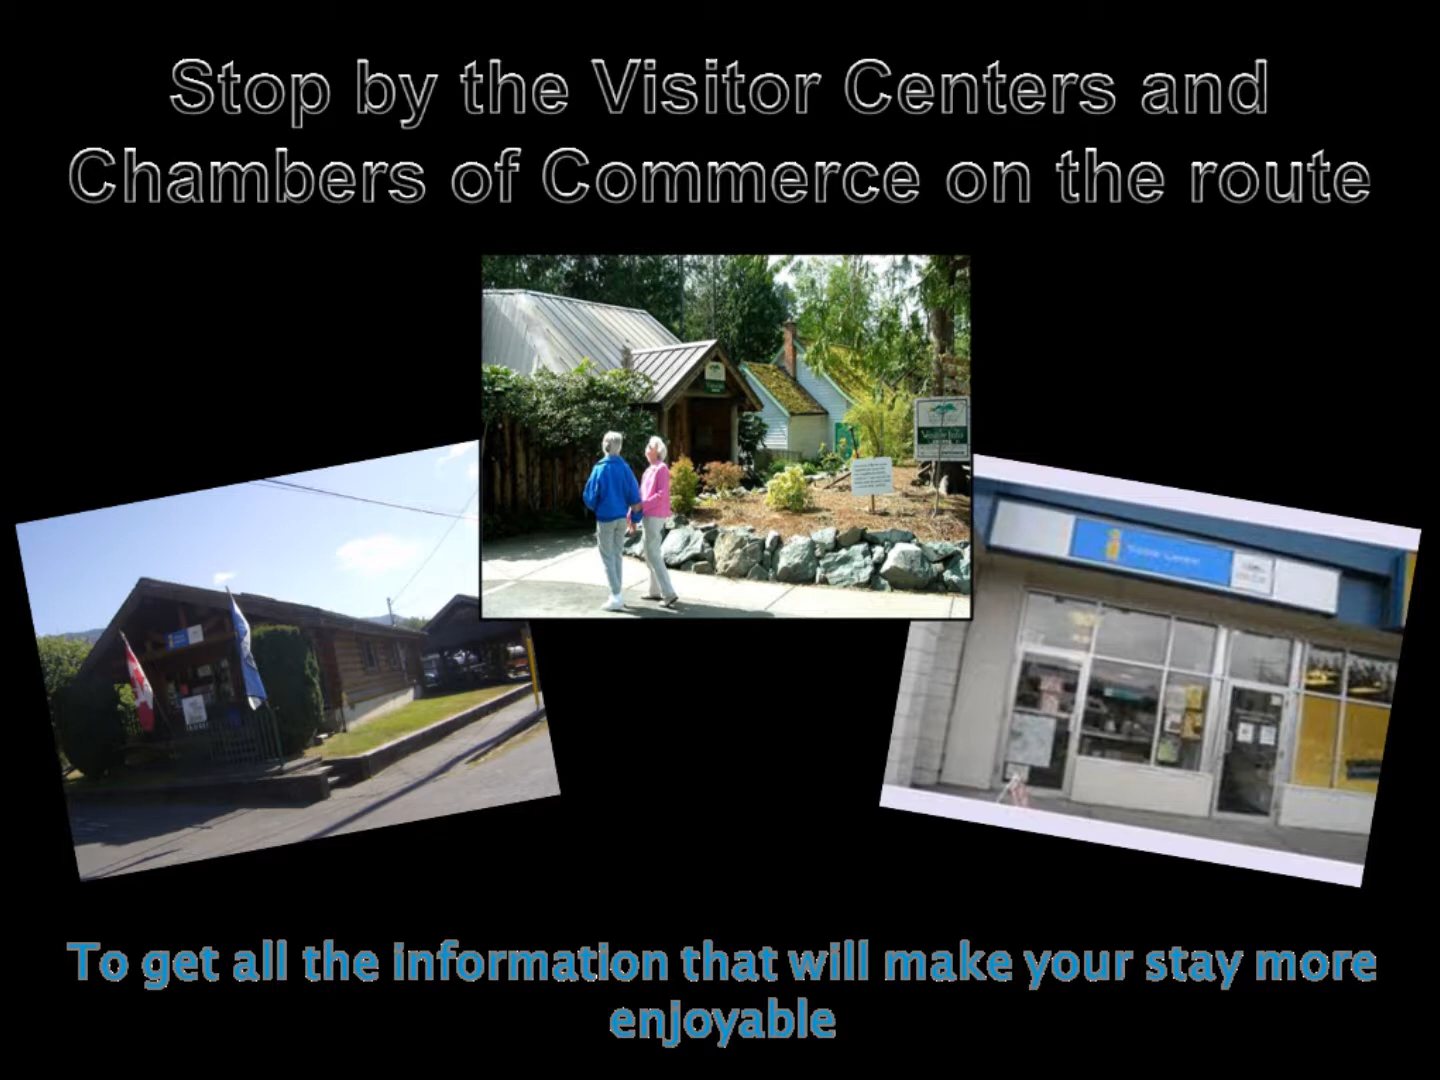 Stop by the Visitor Centers and
Chambers of Commerce on the route
To get all the information that will make your stay more
enjoyable